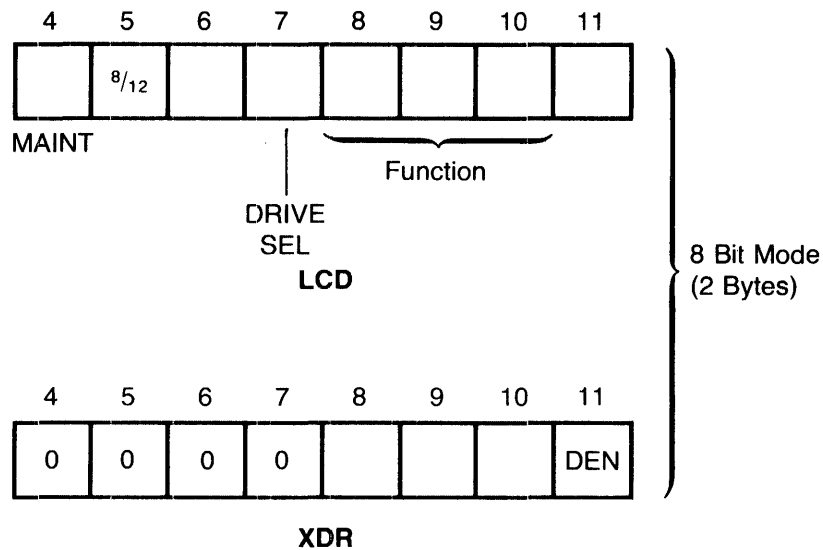 4 5 6 7 8 9 10 11
8/12
MAINT
Function
DRIVE
SEL
LCD
8 Bit Mode
(2 Bytes)
4 5 6 7 8 9 10 11
0 0 0 0 DEN
XDR